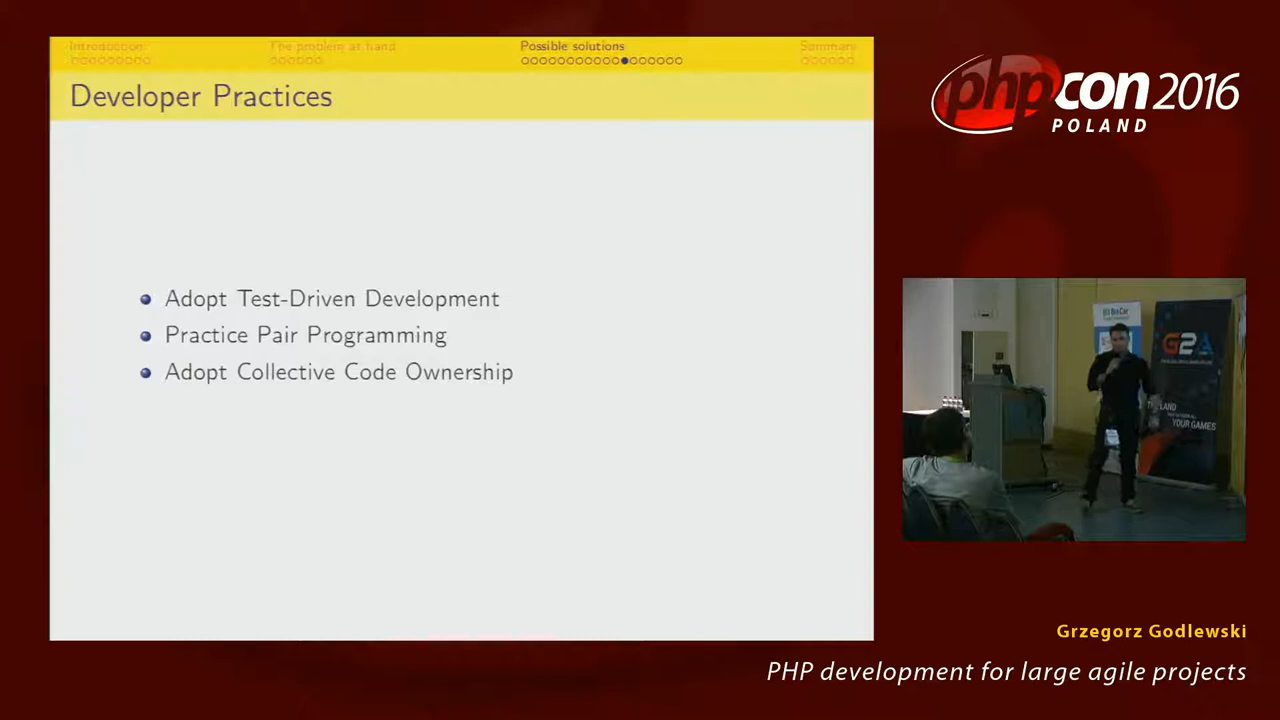 Introduction
The problem at hand
Possible solutions
Summary
Developer Practices
Adopt Test-Driven Development
Practice Pair Programming
Adopt Collective Code Ownership
phpcon 2016
POLAND
G2A
YOUR GAMES
Grzegorz Godlewski
PHP development for large agile projects